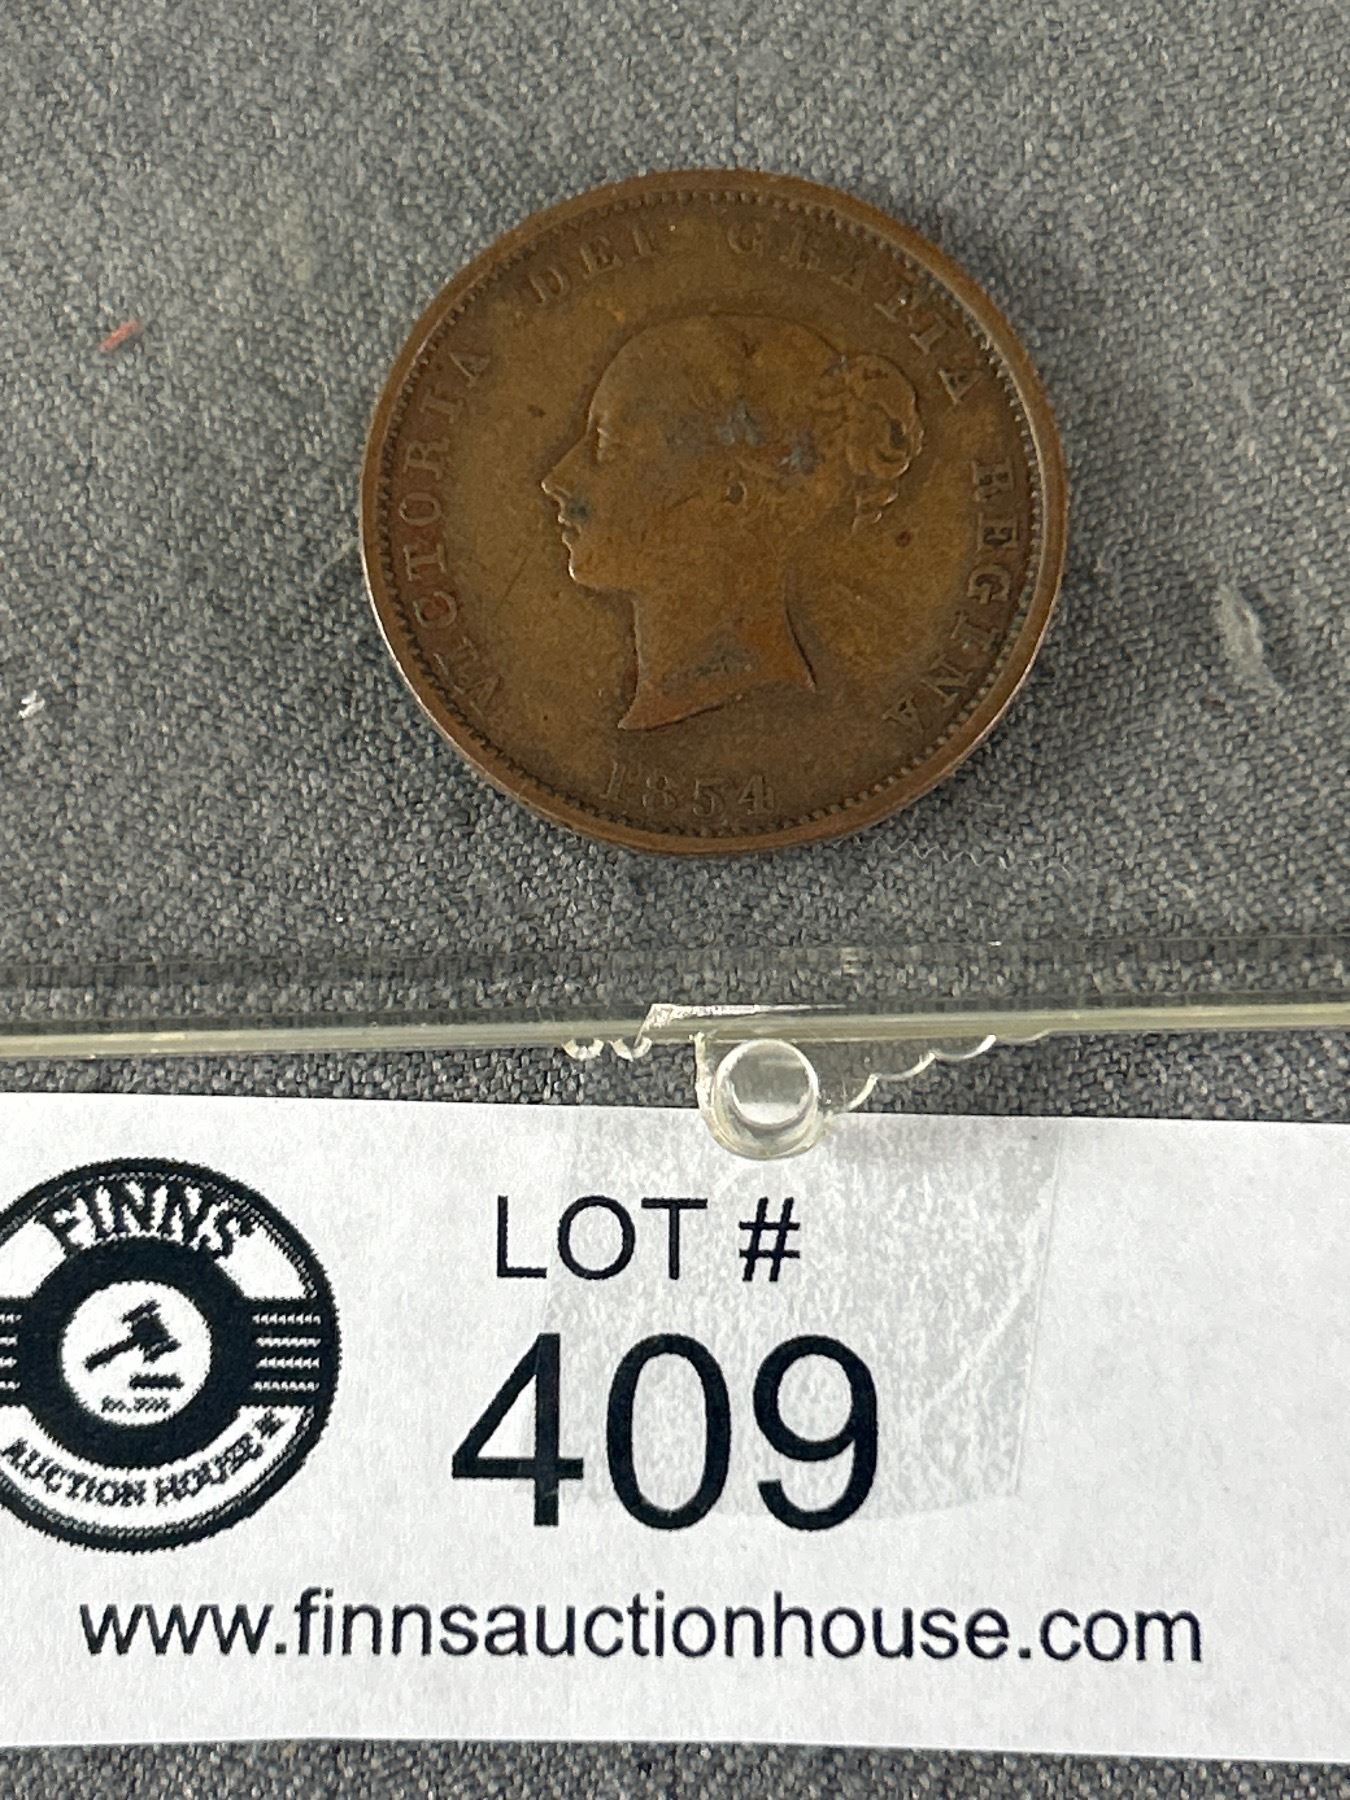 VICTORIA DEI GRATIA REGINA
1854
FINNS
AUCTION HOUSE
LOT #
409
www.finnsauctionhouse.com